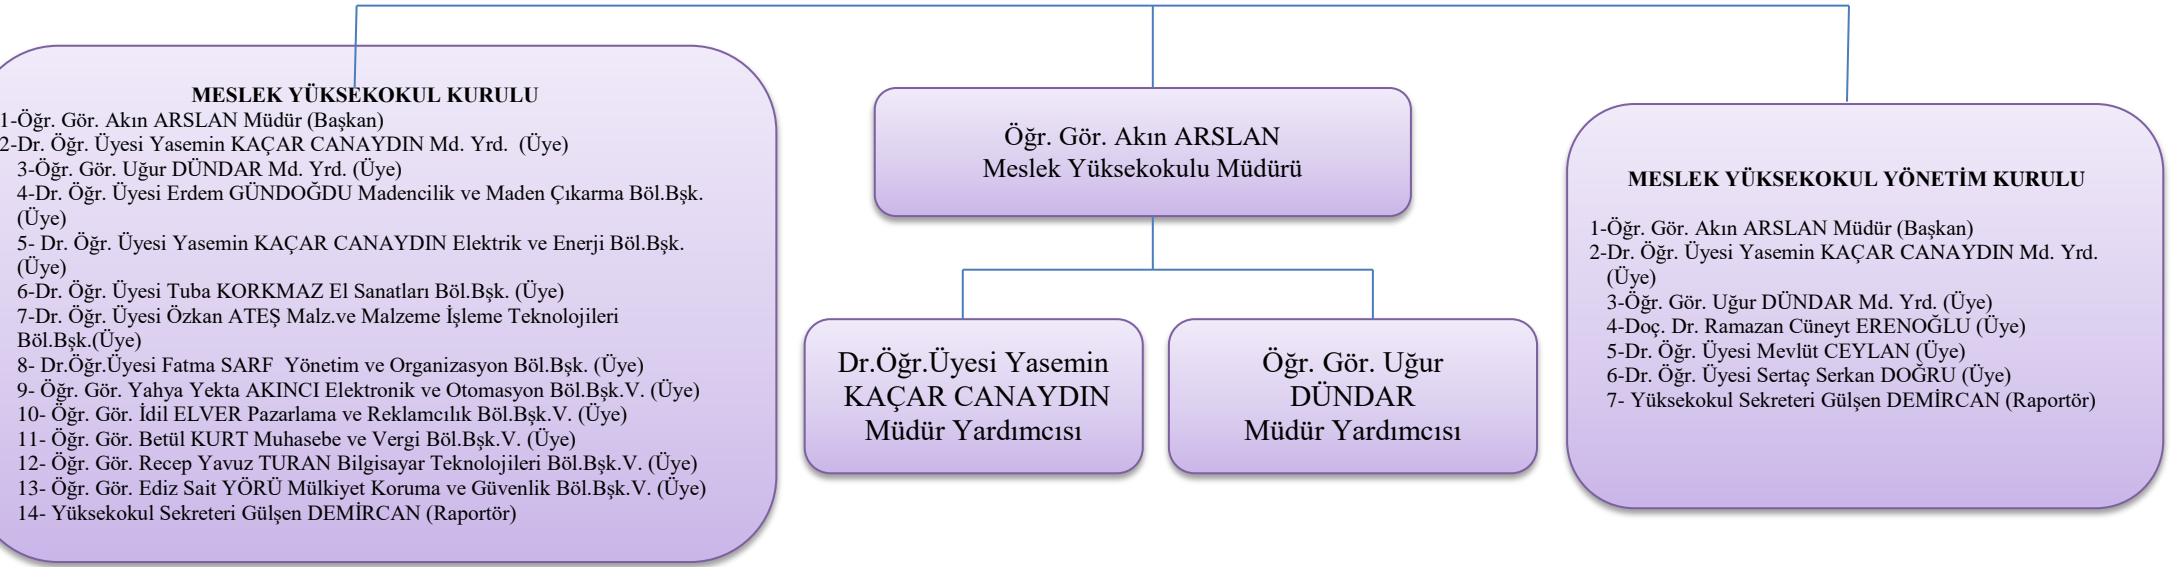 MESLEK YÜKSEKOKUL KURULU
1-Öğr. Gör. Akın ARSLAN Müdür (Başkan)
2-Dr. Öğr. Üyesi Yasemin KAÇAR CANAYDIN Md. Yrd. (Üye)
3-Öğr. Gör. Uğur DÜNDAR Md. Yrd. (Üye)
4-Dr. Öğr. Üyesi Erdem GÜNDOĞDU Madencilik ve Maden Çıkarma Böl.Bşk.
(Üye)
5- Dr. Öğr. Üyesi Yasemin KAÇAR CANAYDIN Elektrik ve Enerji Böl.Bşk.
(Üye)
6-Dr. Öğr. Üyesi Tuba KORKMAZ El Sanatları Böl.Bşk. (Üye)
7-Dr. Öğr. Üyesi Özkan ATEŞ Malz.ve Malzeme İşleme Teknolojileri
Böl.Bşk.(Üye)
8- Dr.Öğr.Üyesi Fatma SARF Yönetim ve Organizasyon Böl.Bşk. (Üye)
9- Öğr. Gör. Yahya Yekta AKINCI Elektronik ve Otomasyon Böl.Bşk.V. (Üye)
10- Öğr. Gör. İdil ELVER Pazarlama ve Reklamcılık Böl.Bşk.V. (Üye)
11- Öğr. Gör. Betül KURT Muhasebe ve Vergi Böl.Bşk.V. (Üye)
12- Öğr. Gör. Recep Yavuz TURAN Bilgisayar Teknolojileri Böl.Bşk.V. (Üye)
13- Öğr. Gör. Ediz Sait YÖRÜ Mülkiyet Koruma ve Güvenlik Böl.Bşk.V. (Üye)
14- Yüksekokul Sekreteri Gülşen DEMİRCAN (Raportör)
Öğr. Gör. Akın ARSLAN
Meslek Yüksekokulu Müdürü
Dr.Öğr.Üyesi Yasemin
KAÇAR CANAYDIN
Müdür Yardımcısı
Öğr. Gör. Uğur
DÜNDAR
Müdür Yardımcısı
MESLEK YÜKSEKOKUL YÖNETİM KURULU
1-Öğr. Gör. Akın ARSLAN Müdür (Başkan)
2-Dr. Öğr. Üyesi Yasemin KAÇAR CANAYDIN Md. Yrd.
(Üye)
3-Öğr. Gör. Uğur DÜNDAR Md. Yrd. (Üye)
4-Doç. Dr. Ramazan Cüneyt ERENOĞLU (Üye)
5-Dr. Öğr. Üyesi Mevlüt CEYLAN (Üye)
6-Dr. Öğr. Üyesi Sertaç Serkan DOĞRU (Üye)
7- Yüksekokul Sekreteri Gülşen DEMİRCAN (Raportör)